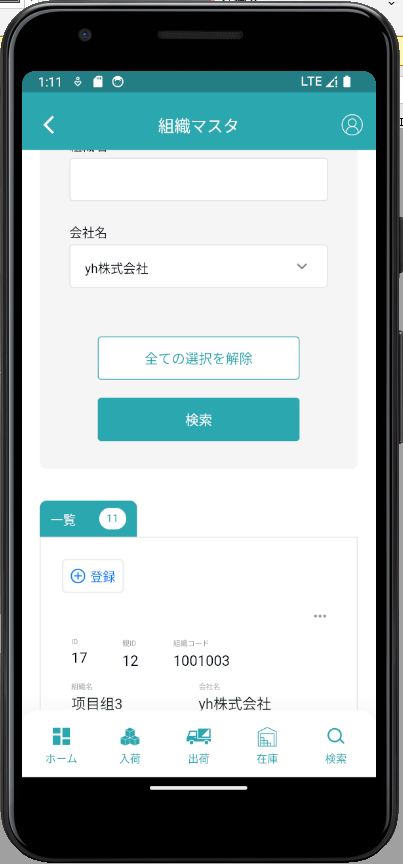 1:11 LTE
組織マスタ
会社名
yh株式会社
全ての選択を解除
検索
一覧 11
登録
ID 親ID 組織コード
17 12 1001003
組織名 会社名
项目组3 yh株式会社
ホーム 入荷 出荷 在庫 検索